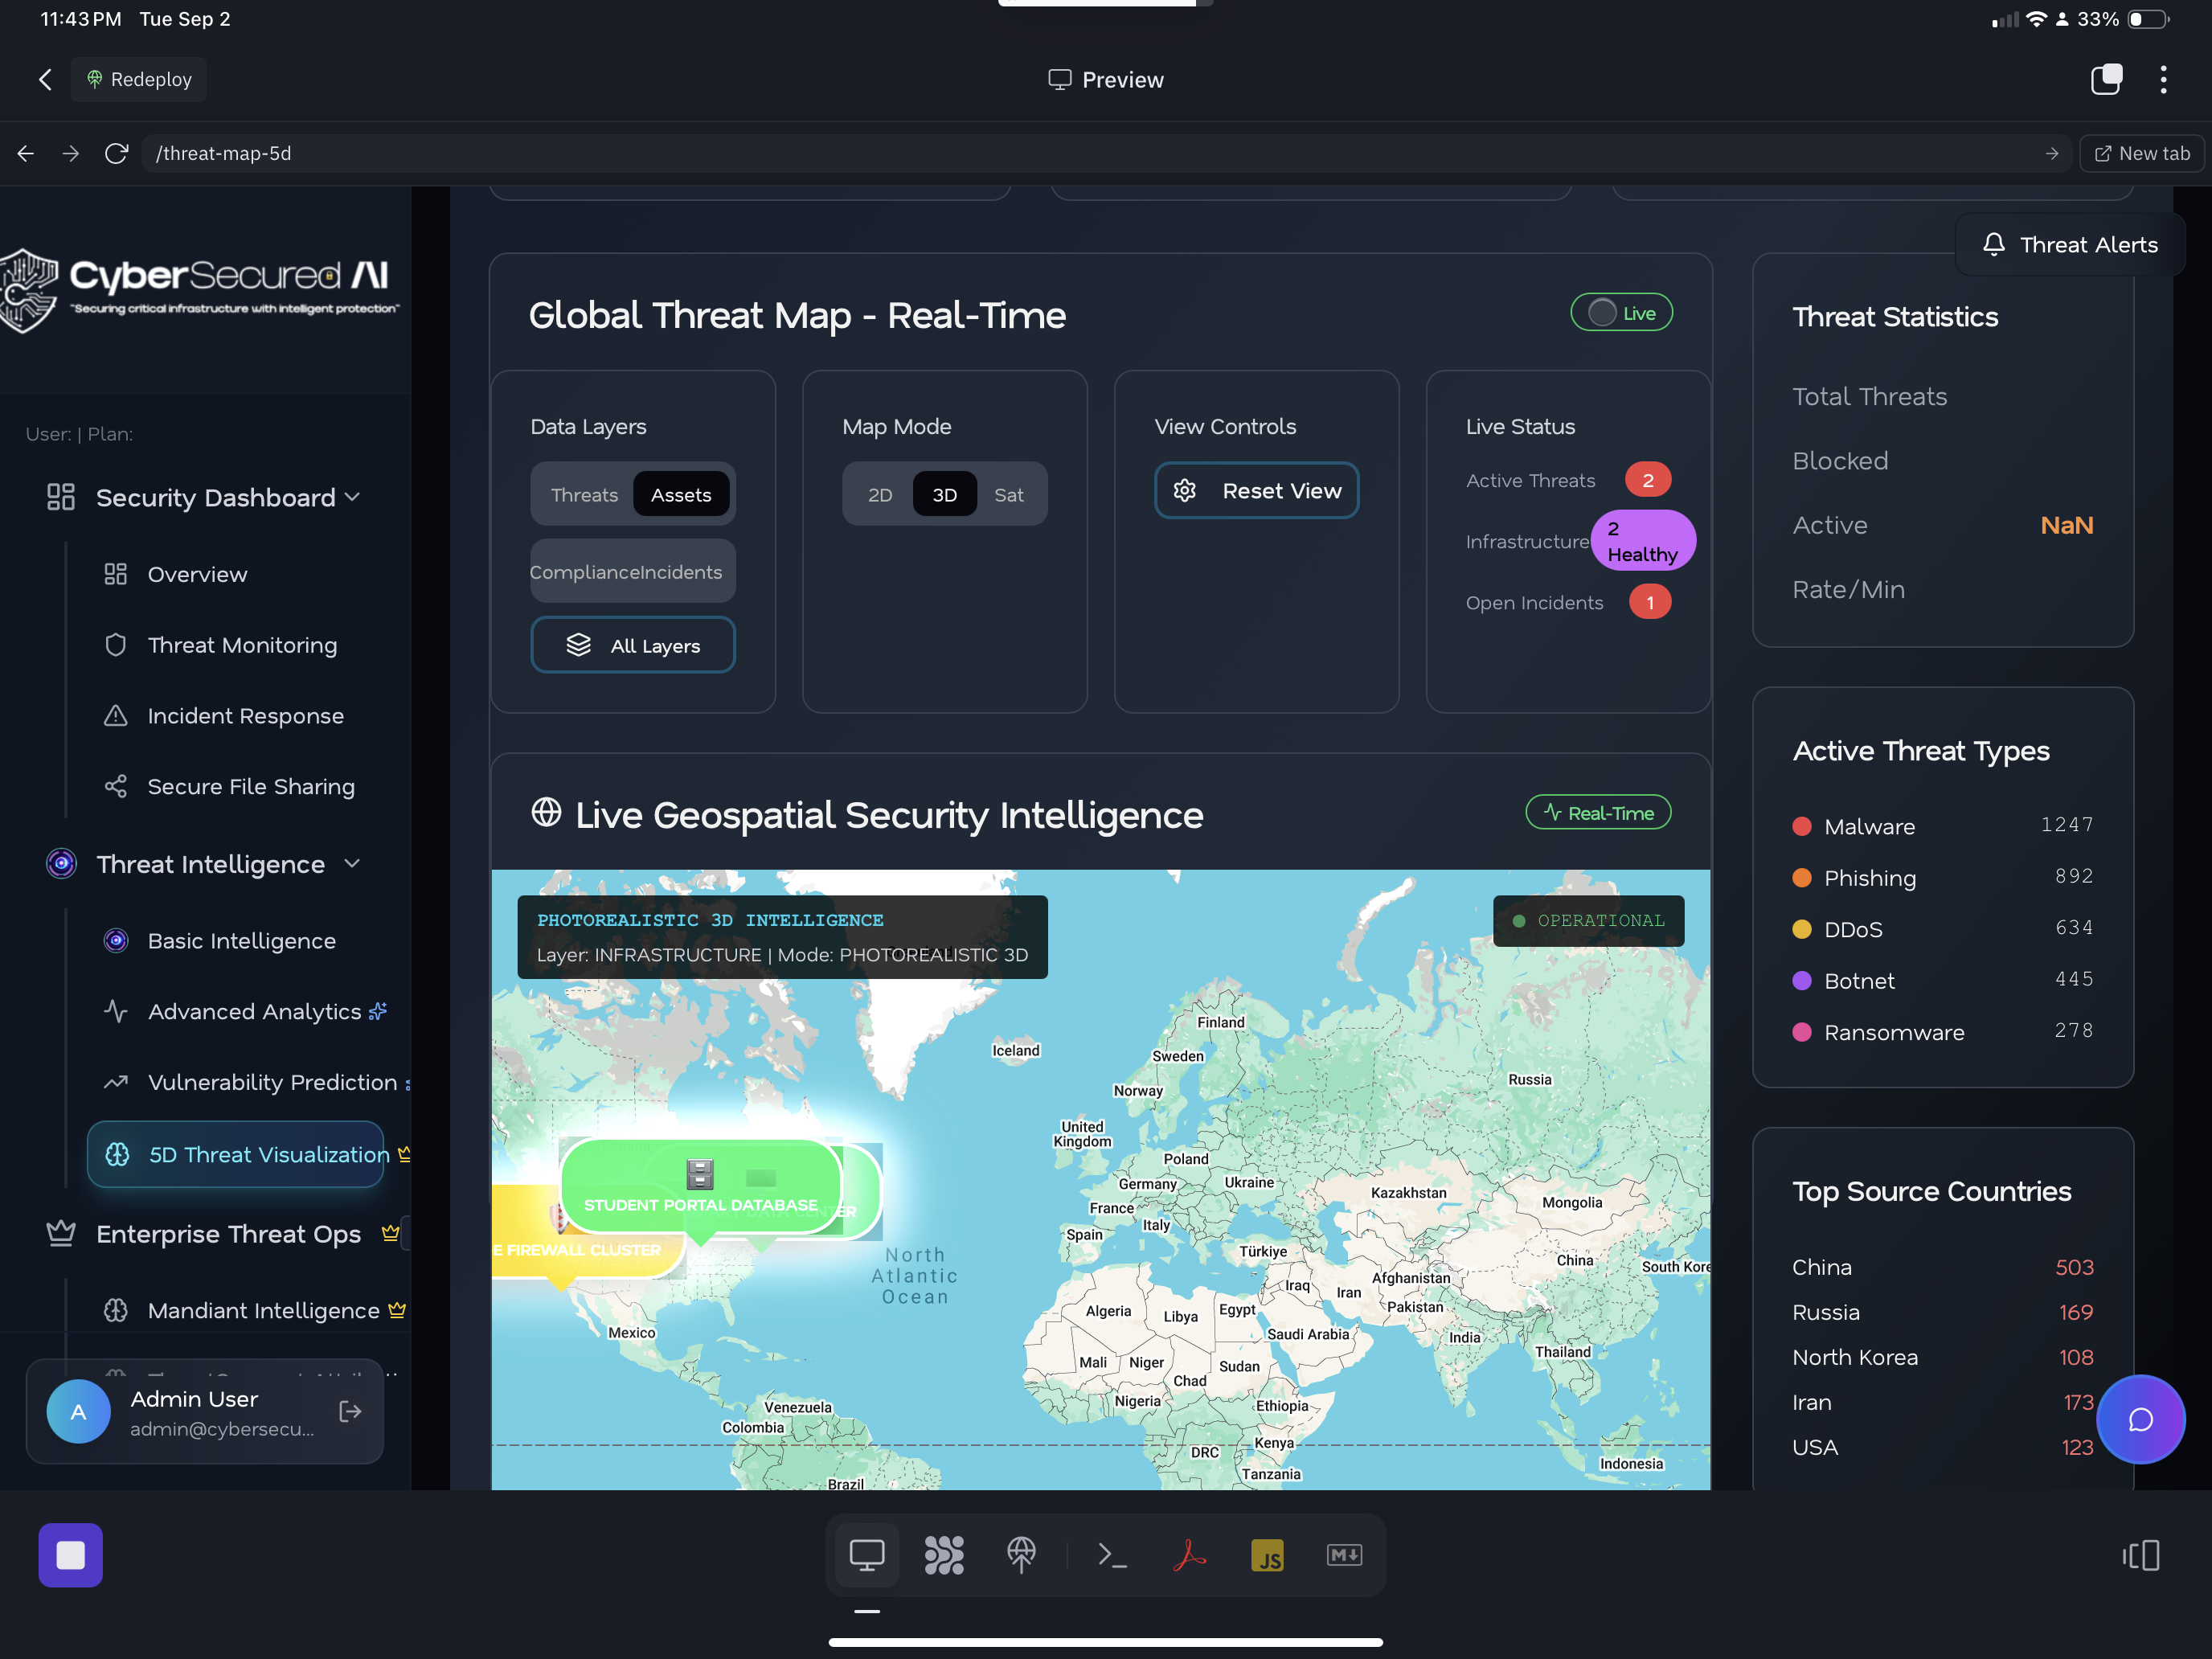 11:43 PM Tue Sep 2
33%
Redeploy
Preview
/threat-map-5d
New tab
CyberSecured AI
"Securing critical infrastructure with intelligent protection"
User: | Plan:
Security Dashboard
Overview
Threat Monitoring
Incident Response
Secure File Sharing
Threat Intelligence
Basic Intelligence
Advanced Analytics
Vulnerability Prediction
5D Threat Visualization
Enterprise Threat Ops
Mandiant Intelligence
A
Admin User
admin@cybersecu...
Threat Alerts
Global Threat Map - Real-Time
Live
Data Layers
Threats
Assets
ComplianceIncidents
All Layers
Map Mode
2D
3D
Sat
View Controls
Reset View
Live Status
Active Threats
2
Infrastructure
2
Healthy
Open Incidents
1
Live Geospatial Security Intelligence
Real-Time
PHOTOREALISTIC 3D INTELLIGENCE
Layer: INFRASTRUCTURE | Mode: PHOTOREALISTIC 3D
OPERATIONAL
Finland
Iceland
Sweden
Russia
Norway
United
Kingdom
Poland
Germany
Ukraine
Kazakhstan
Mongolia
France
Italy
Spain
STUDENT PORTAL DATABASE
E FIREWALL CLUSTER
North
Atlantic
Ocean
Türkiye
China
South Kore
Iraq
Iran
Afghanistan
Pakistan
Algeria
Libya
Egypt
Saudi Arabia
India
Mexico
Mali
Niger
Chad
Sudan
Thailand
Nigeria
Ethiopia
Venezuela
Colombia
DRC
Kenya
Tanzania
Indonesia
Brazil
Threat Statistics
Total Threats
Blocked
Active
NaN
Rate/Min
Active Threat Types
Malware
1247
Phishing
892
DDoS
634
Botnet
445
Ransomware
278
Top Source Countries
China
503
Russia
169
North Korea
108
Iran
173
USA
123
JS
M